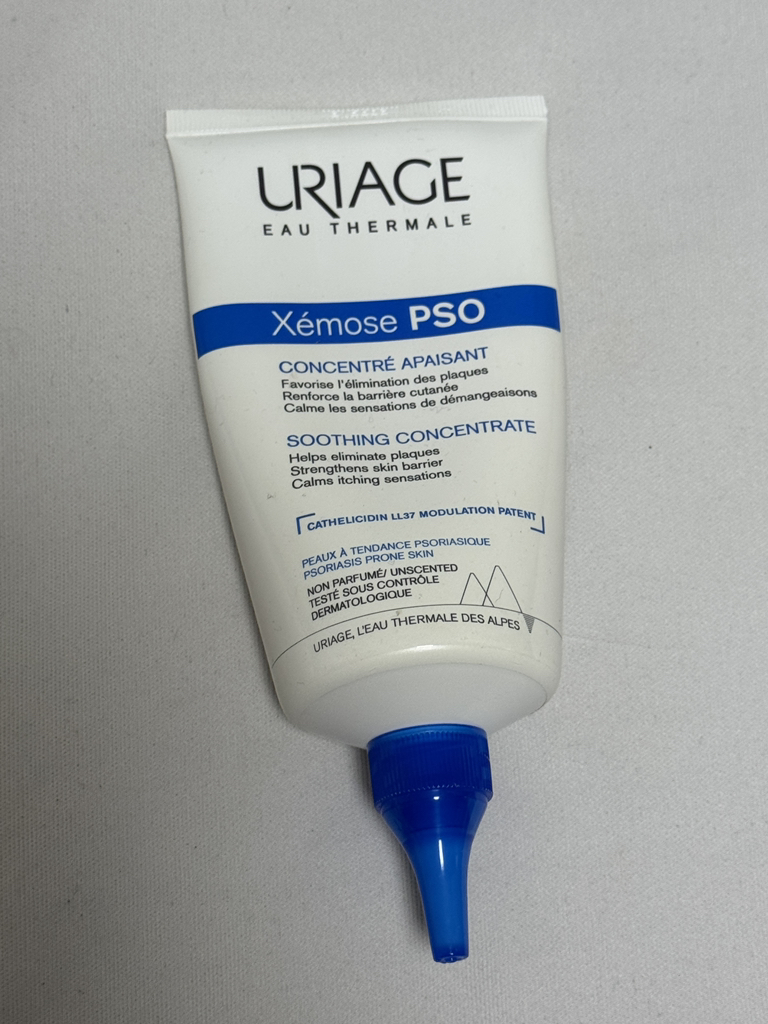 URIAGE
EAU THERMALE
Xémose PSO
CONCENTRÉ APAISANT
Favorise l'élimination des plaques
Renforce la barrière cutanée
Calme les sensations de démangeaisons
SOOTHING CONCENTRATE
Helps eliminate plaques
Strengthens skin barrier
Calms itching sensations
CATHELICIDIN LL37 MODULATION PATENT
PEAUX À TENDANCE PSORIASIQUE
PSORIASIS PRONE SKIN
NON PARFUMÉ/ UNSCENTED
TESTÉ SOUS CONTRÔLE
DERMATOLOGIQUE
URIAGE, L'EAU THERMALE DES ALPES